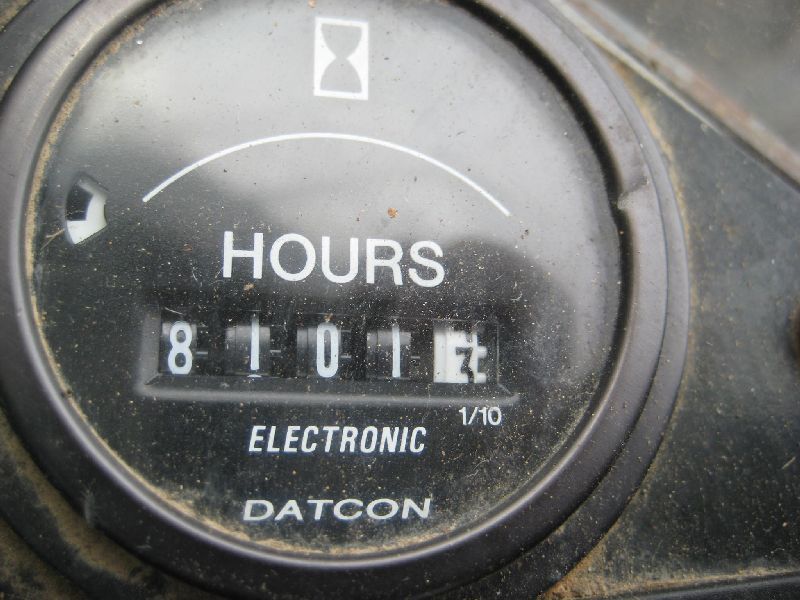 HOURS
8101
1/10
ELECTRONIC
DATCON